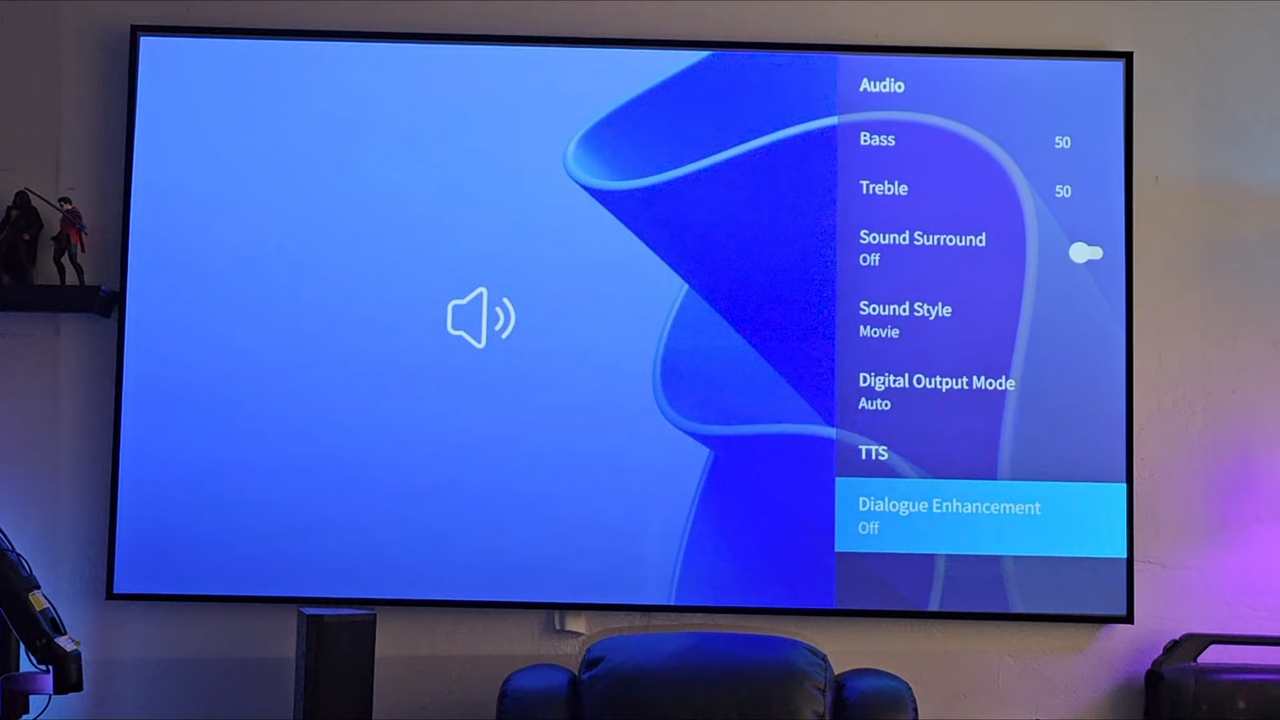 Audio
Bass 50
Treble 50
Sound Surround
Off
Sound Style
Movie
Digital Output Mode
Auto
TTS
Dialogue Enhancement
Off